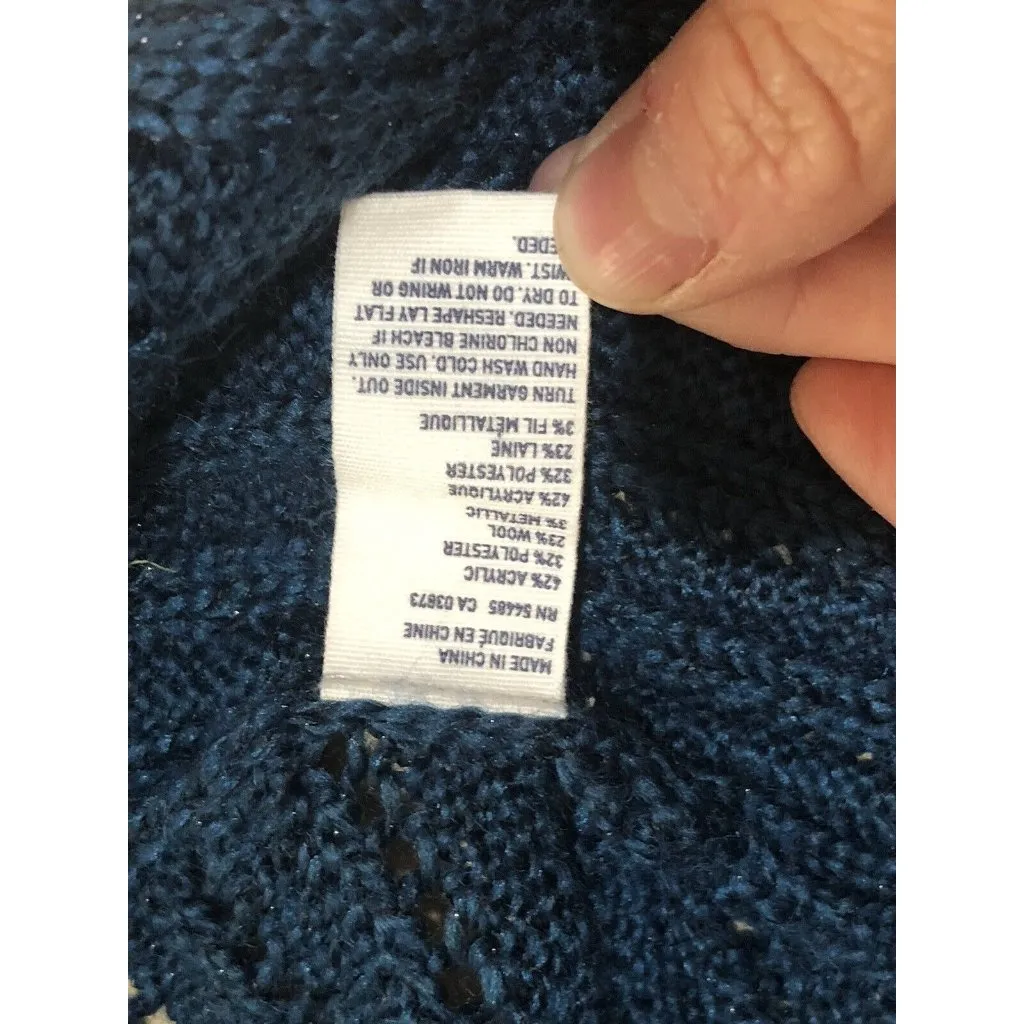 MADE IN CHINA
FABRIQUÉ EN CHINE
RN 54485 CA 03673
42% ACRYLIC
32% POLYESTER
23% WOOL
3% METALLIC
42% ACRYLIQUE
32% POLYESTER
23% LAINE
3% FIL MÉTALLIQUE
TURN GARMENT INSIDE OUT.
HAND WASH COLD. USE ONLY
NON CHLORINE BLEACH IF
NEEDED. RESHAPE LAY FLAT
TO DRY. DO NOT WRING OR
WIST. WARM IRON IF
EDED.